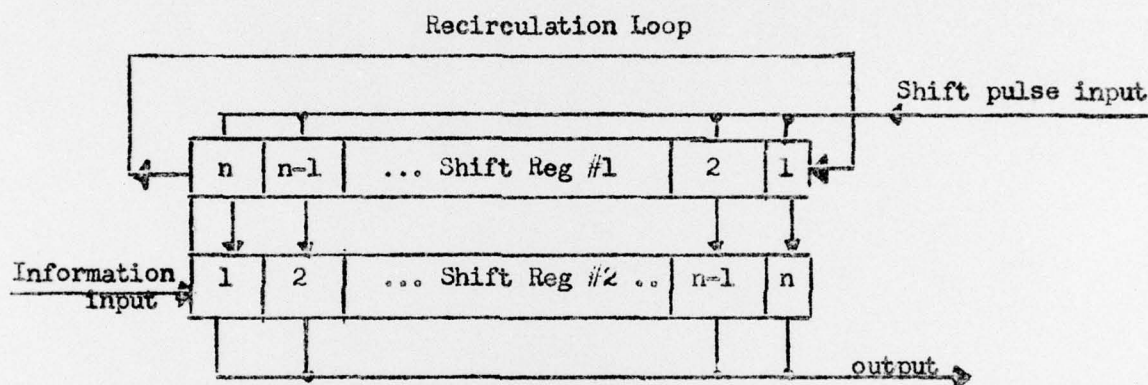 Recirculation Loop
Shift pulse input
n n-1 ... Shift Reg #1 2 1
Information input
1 2 ... Shift Reg #2 .. n-1 n
output